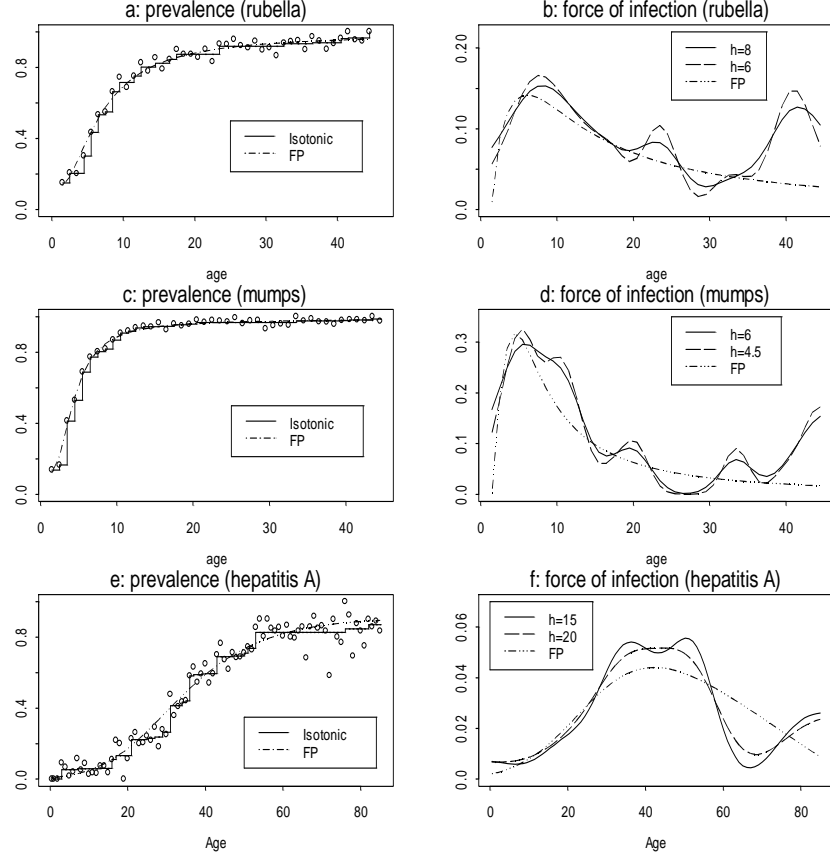 a: prevalence (rubella)
0.0 0.4 0.8
Isotonic
FP
0 10 20 30 40
age
b: force of infection (rubella)
0.0 0.10 0.20
h=8
h=6
FP
0 10 20 30 40
age
c: prevalence (mumps)
0.0 0.4 0.8
Isotonic
FP
0 10 20 30 40
age
d: force of infection (mumps)
0.0 0.1 0.2 0.3
h=6
h=4.5
FP
0 10 20 30 40
age
e: prevalence (hepatitis A)
0.0 0.4 0.8
Isotonic
FP
0 20 40 60 80
Age
f: force of infection (hepatitis A)
0.0 0.02 0.04 0.06
h=15
h=20
FP
0 20 40 60 80
Age